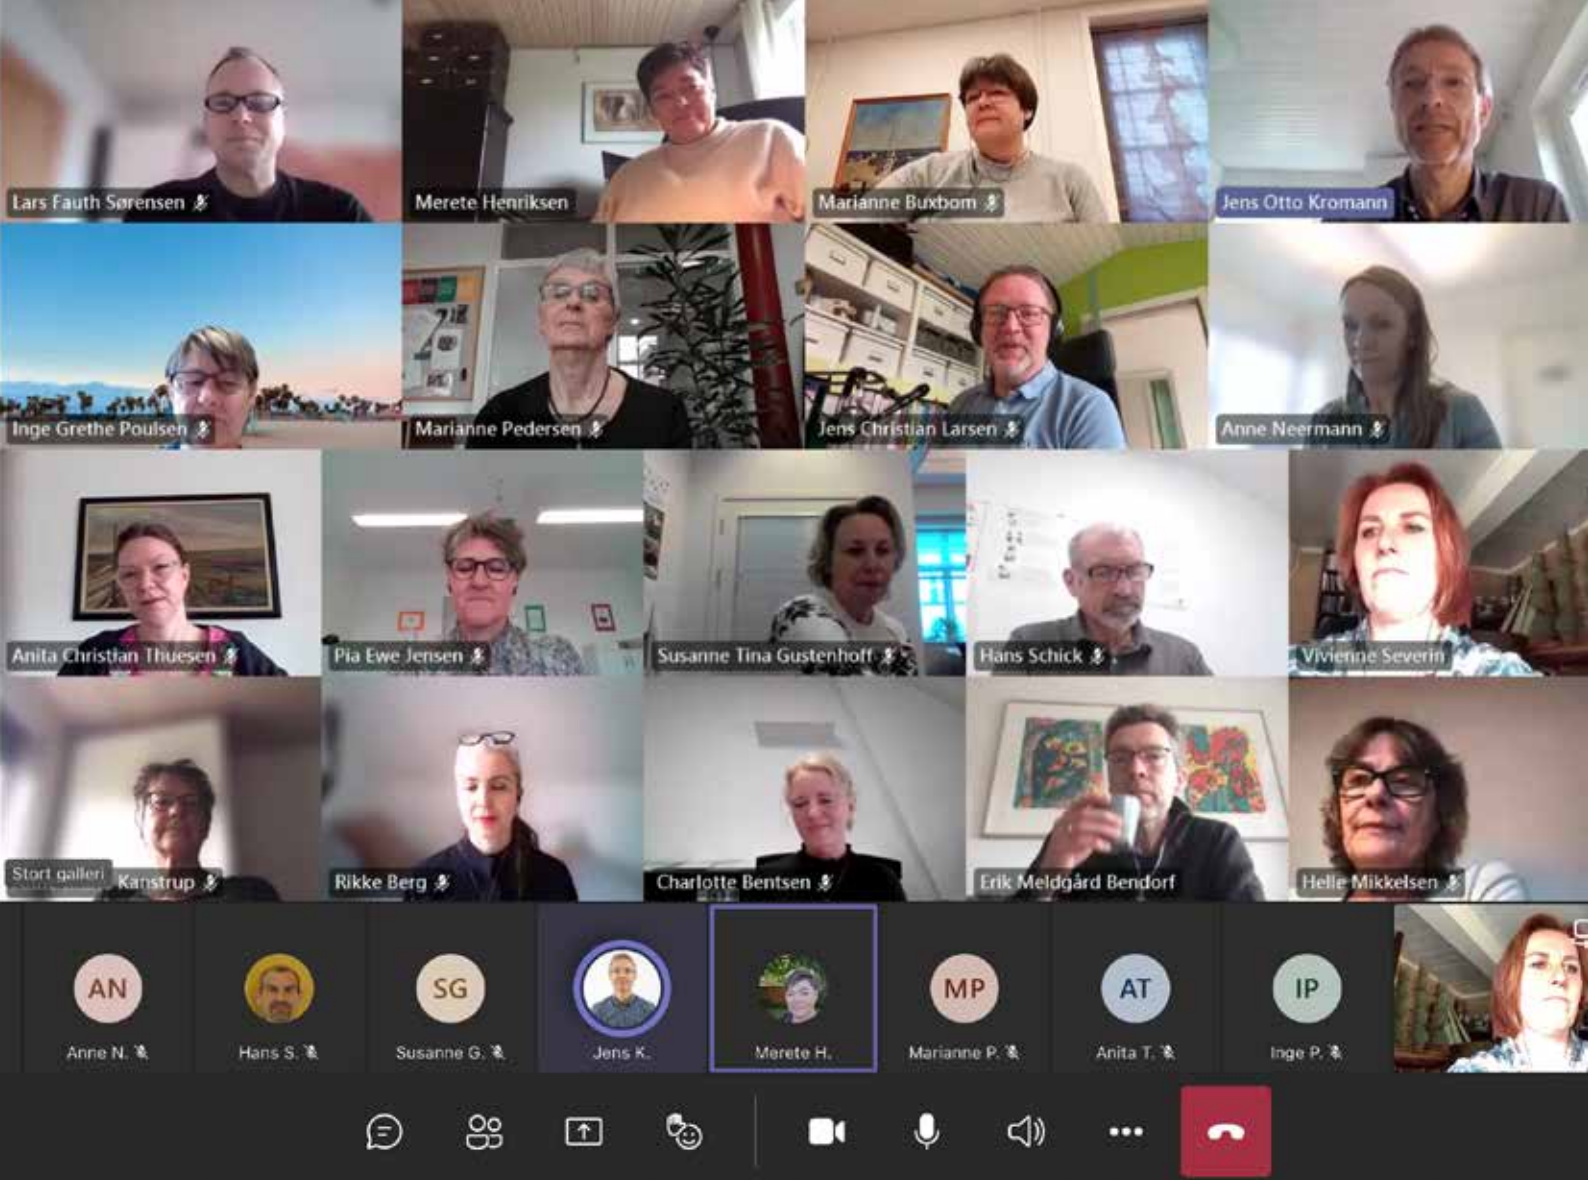 Lars Fauth Sørensen
Merete Henriksen
Marianne Buxbom
Jens Otto Kromann
Inge Grethe Poulsen
Marianne Pedersen
Jens Christian Larsen
Anne Neermann
Anita Christian Thuesen
Pia Ewe Jensen
Susanne Tina Gustenhoff
Hans Schick
Vivienne Severin
Stort galleri
Kanstrup
Rikke Berg
Charlotte Bentsen
Erik Meldgård Bendorf
Helle Mikkelsen
AN
SG
MP
AT
IP
Anne N.
Hans S.
Susanne G.
Jens K.
Merete H.
Marianne P.
Anita T.
Inge P.